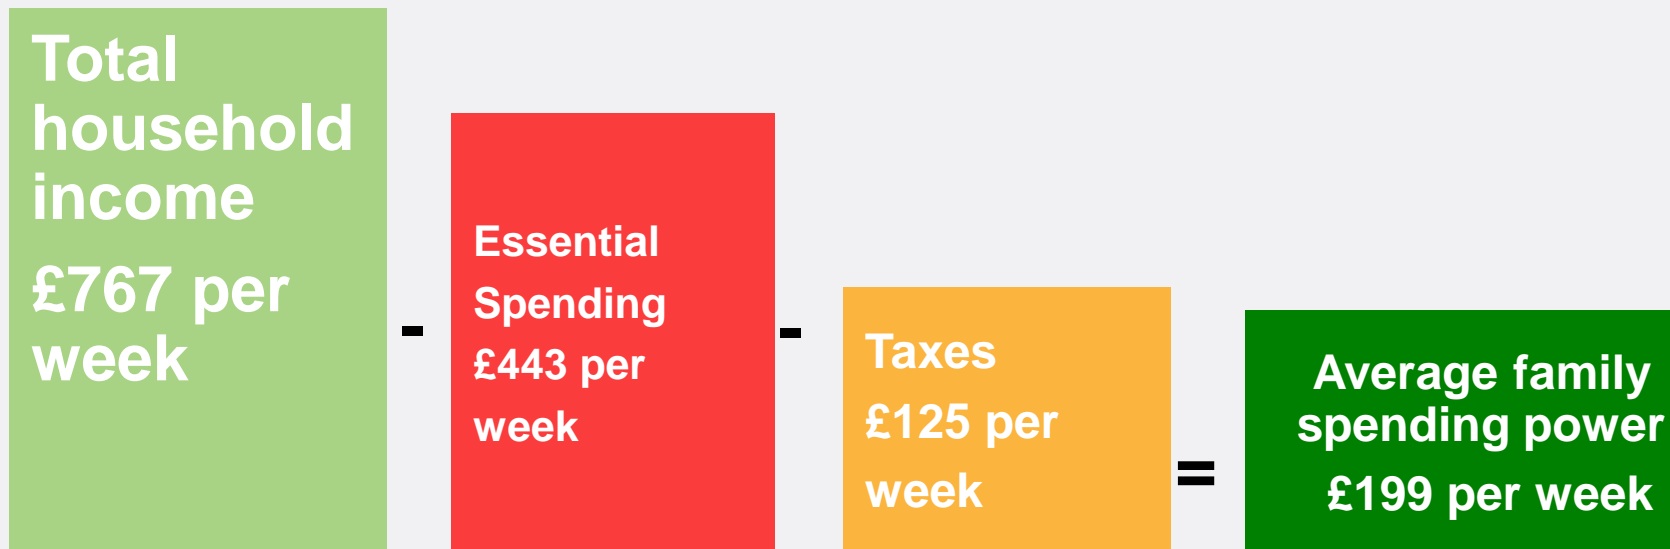 Total
household
income
£767 per
week
-
Essential
Spending
£443 per
week
-
Taxes
£125 per
week
=
Average family
spending power
£199 per week